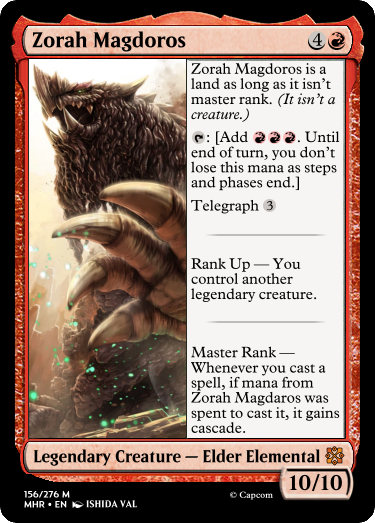 Zorah Magdoros 4
Zorah Magdoros is a
land as long as it isn't
master rank. (It isn't a
creature.)
: [Add . Until
end of turn, you don't
lose this mana as steps
and phases end.]
Telegraph 3
Rank Up — You
control another
legendary creature.
Master Rank —
Whenever you cast a
spell, if mana from
Zorah Magdaros was
spent to cast it, it gains
cascade.
Legendary Creature — Elder Elemental
10/10
156/276 M
MHR • EN ISHIDA VAL
© Capcom